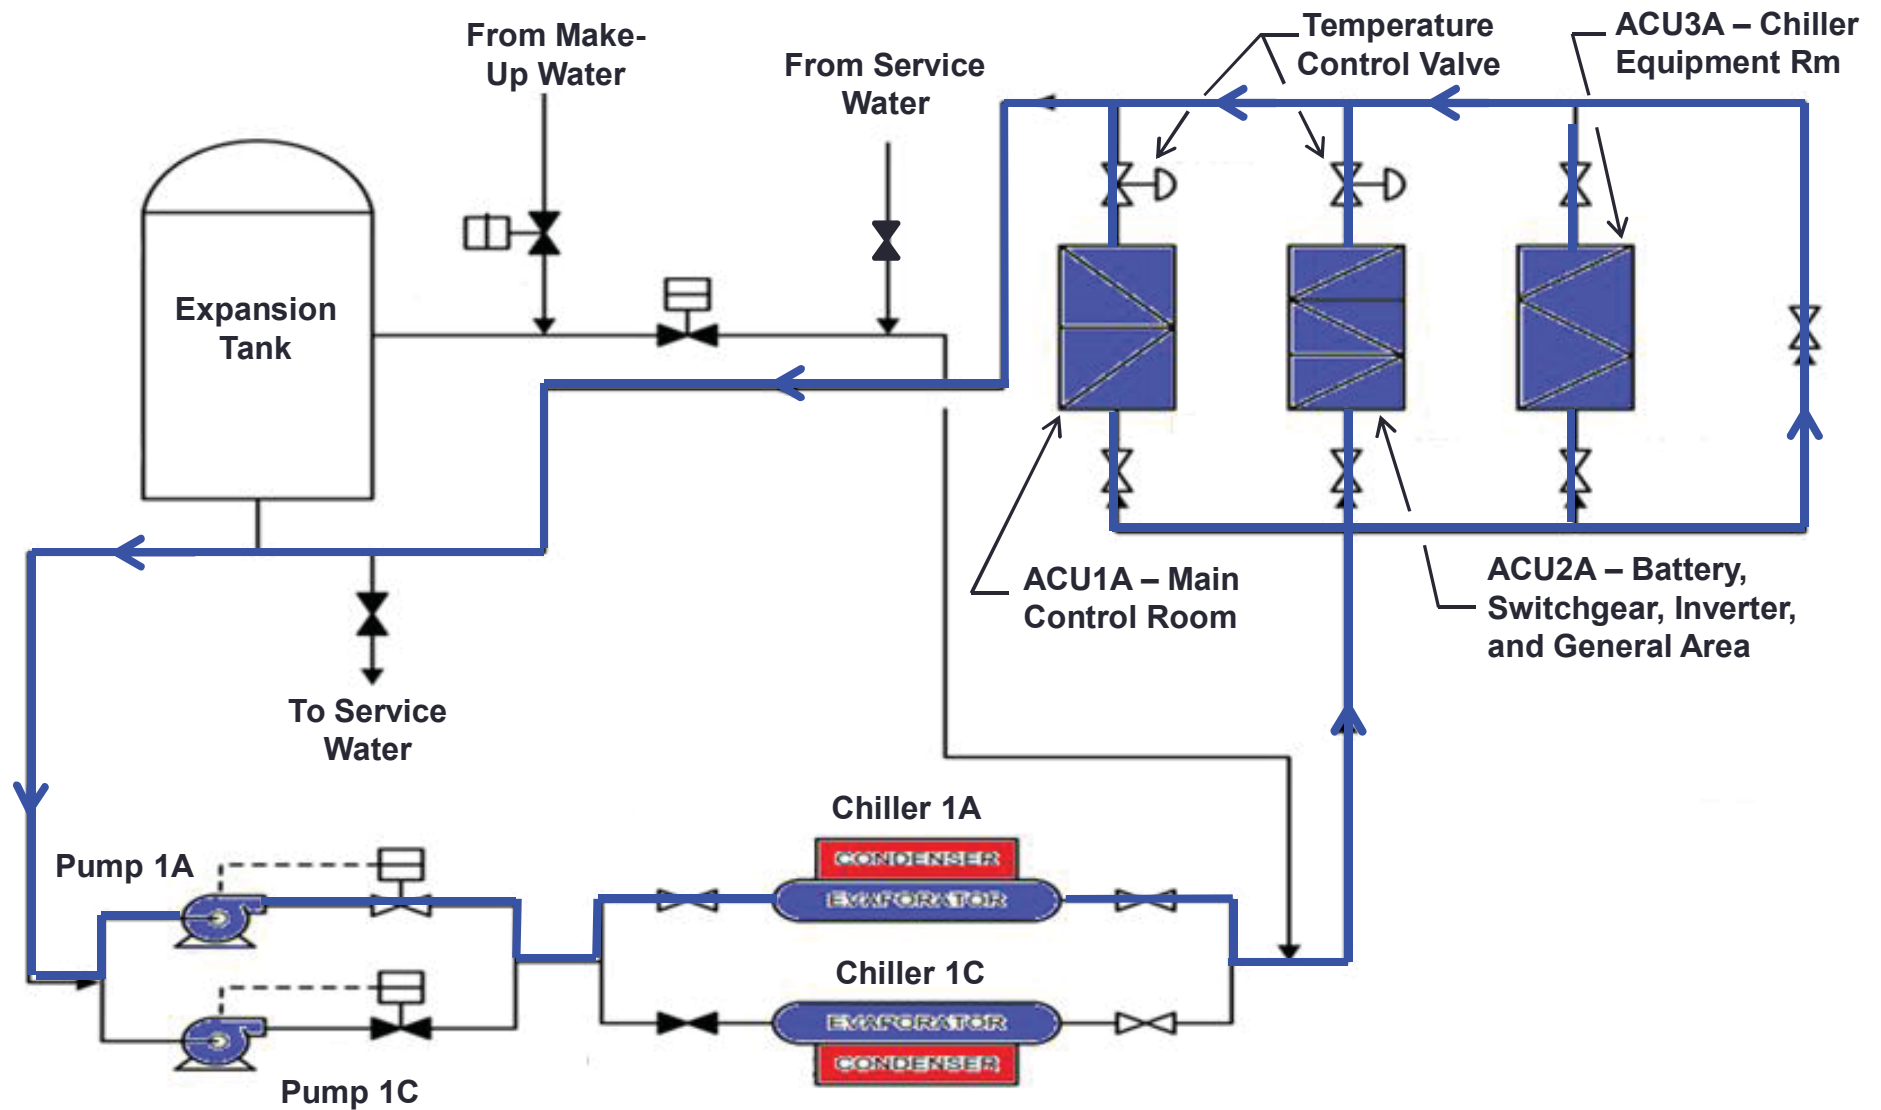 From Make-
Up Water
From Service
Water
Temperature
Control Valve
ACU3A – Chiller
Equipment Rm
Expansion
Tank
ACU1A – Main
Control Room
ACU2A – Battery,
Switchgear, Inverter,
and General Area
To Service
Water
Pump 1A
Chiller 1A
CONDENSER
EVAPORATOR
Chiller 1C
EVAPORATOR
CONDENSER
Pump 1C